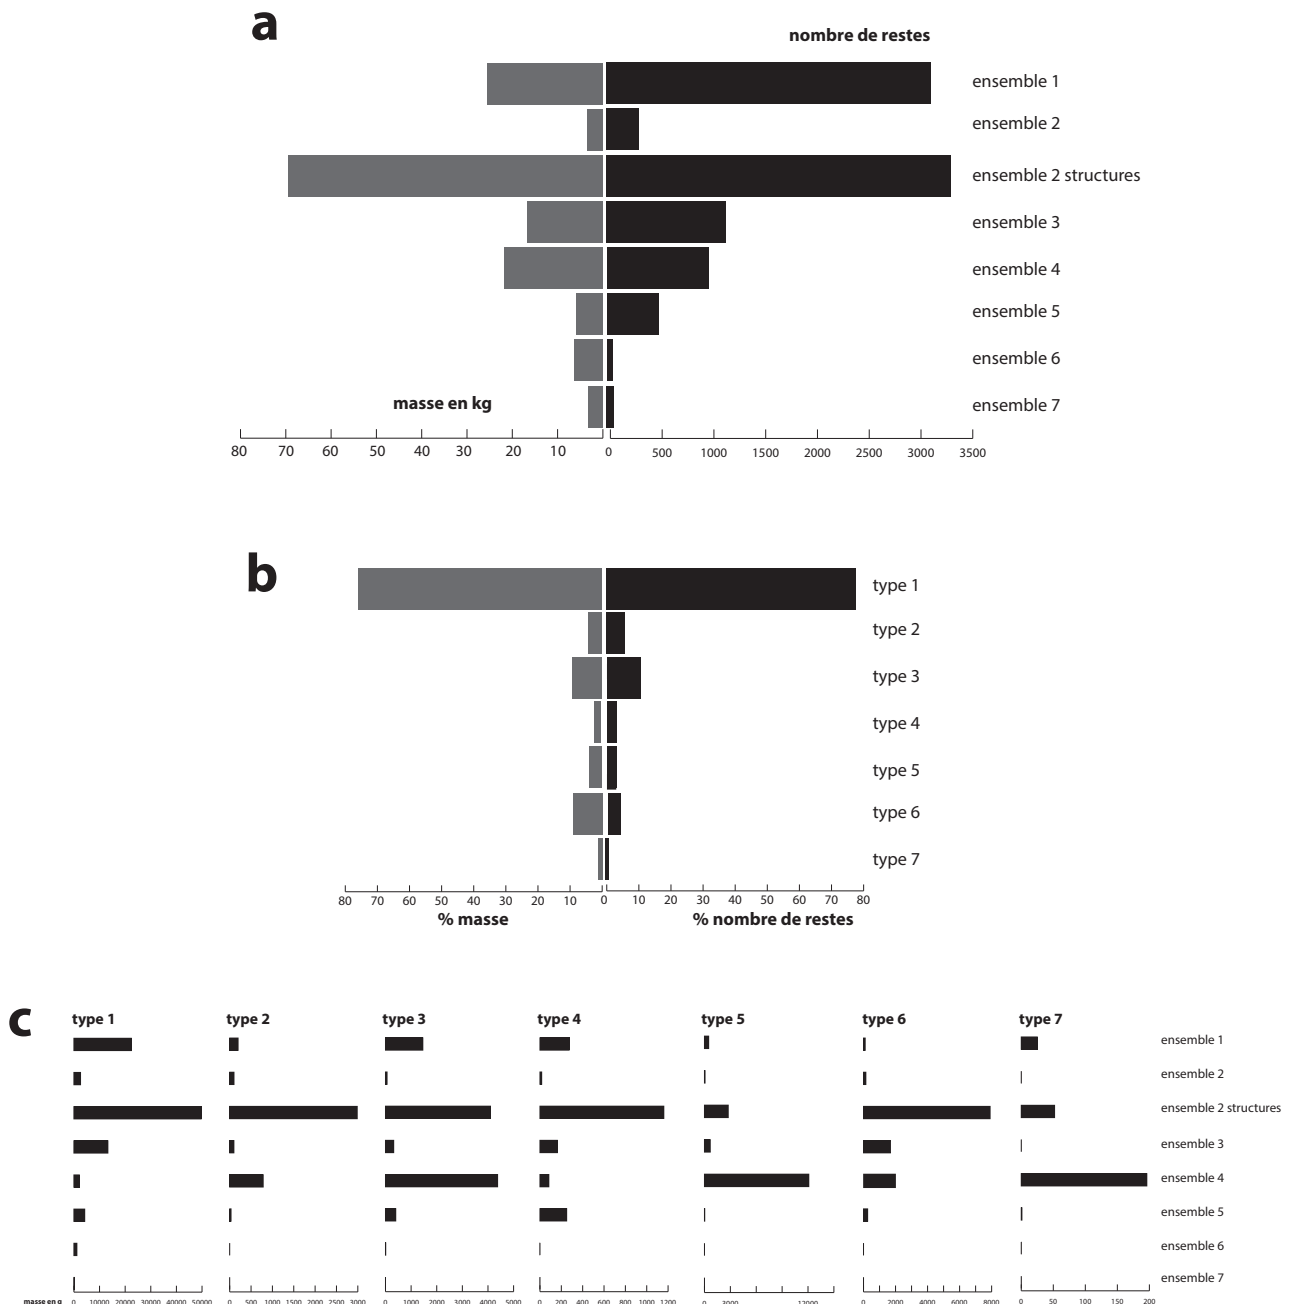 a
nombre de restes
ensemble 1
ensemble 2
ensemble 2 structures
ensemble 3
ensemble 4
ensemble 5
ensemble 6
masse en kg
ensemble 7
80 70 60 50 40 30 20 10 0 500 1000 1500 2000 2500 3000 3500
b
type 1
type 2
type 3
type 4
type 5
type 6
type 7
80 70 60 50 40 30 20 10 0 10 20 30 40 50 60 70 80
% masse % nombre de restes
c
type 1 type 2 type 3 type 4 type 5 type 6 type 7
ensemble 1
ensemble 2
ensemble 2 structures
ensemble 3
ensemble 4
ensemble 5
ensemble 6
ensemble 7
masse en g 0 10000 20000 30000 40000 50000 0 500 1000 1500 2000 2500 3000 0 1000 2000 3000 4000 5000 0 200 400 600 800 1000 1200 0 3000 12000 0 2000 4000 6000 8000 0 50 100 150 200